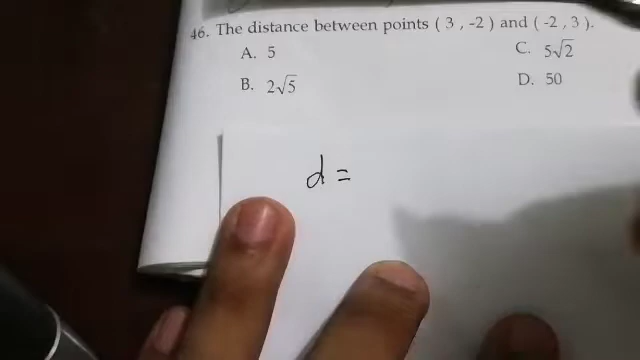 46. The distance between points ( 3 , -2 ) and ( -2 , 3 ).
A. 5
C. 5√2
B. 2√5
D. 50
d =